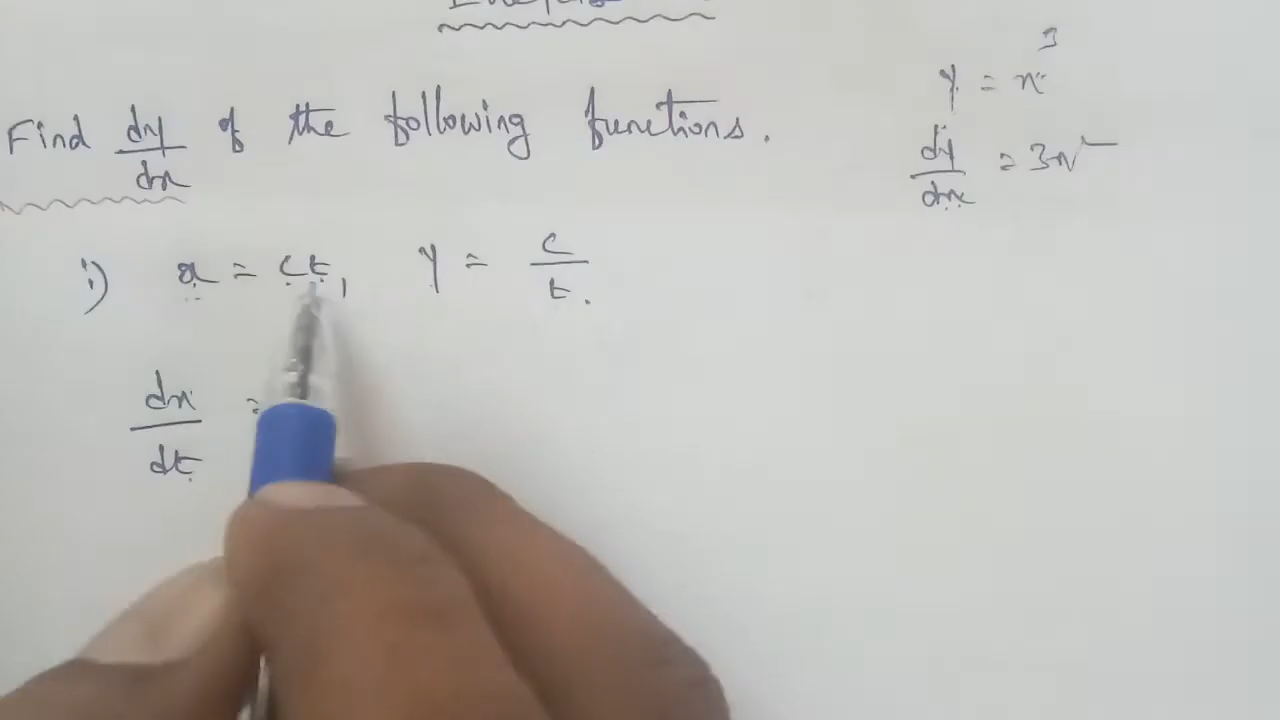 Find dy/dx of the following functions.
y = x³
dy/dx = 3x²
i) x = ct, y = c/t.
dx/dt =